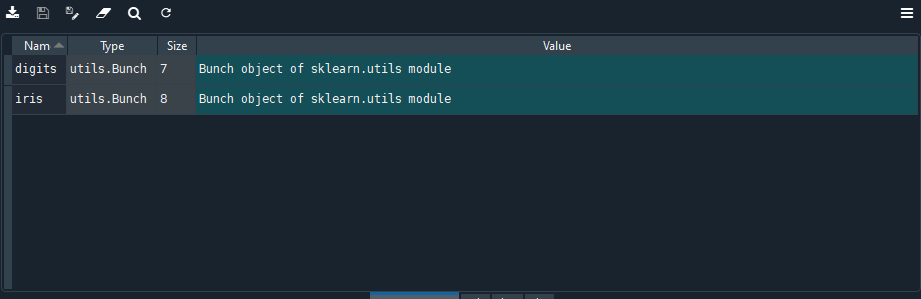 Nam Type Size Value
digits utils.Bunch 7 Bunch object of sklearn.utils module
iris utils.Bunch 8 Bunch object of sklearn.utils module